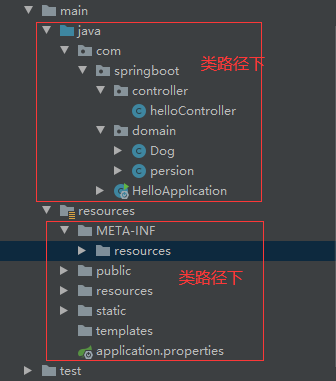 main
java
com
springboot
类路径下
controller
helloController
domain
Dog
persion
HelloApplication
resources
META-INF
resources
public
类路径下
resources
static
templates
application.properties
test